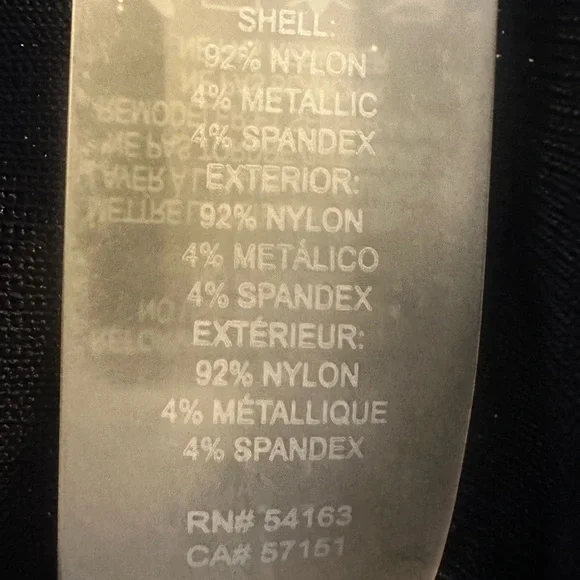 SHELL:
92% NYLON
4% METALLIC
4% SPANDEX
EXTERIOR:
92% NYLON
4% METÁLICO
4% SPANDEX
EXTÉRIEUR:
92% NYLON
4% MÉTALLIQUE
4% SPANDEX
RN# 54163
CA# 57151